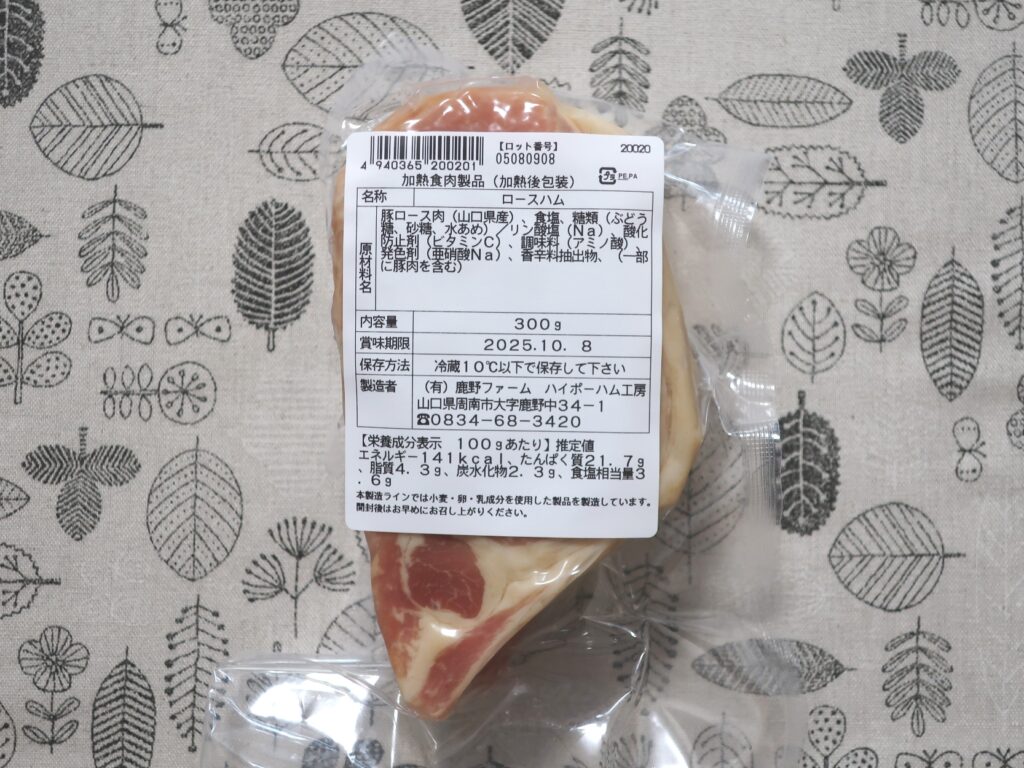 4 940365 200201
【ロット番号】
05080908
20020
加熱食肉製品（加熱後包装）
プラ PE,PA
名称 ロースハム
原材料名
豚ロース肉（山口県産）、食塩、糖類（ぶどう
糖、砂糖、水あめ）／リン酸塩（Na）、酸化
防止剤（ビタミンC）、調味料（アミノ酸）、
発色剤（亜硝酸Na）、香辛料抽出物、（一部
に豚肉を含む）
内容量 300g
賞味期限 2025.10. 8
保存方法 冷蔵10℃以下で保存して下さい
製造者 （有）鹿野ファーム ハイポーハム工房
山口県周南市大字鹿野中34-1
☎0834-68-3420
【栄養成分表示 100gあたり】推定値
エネルギー141kcal、たんぱく質21.7g
、脂質4.3g、炭水化物2.3g、食塩相当量3
.6g
本製造ラインでは小麦・卵・乳成分を使用した製品を製造しています。
開封後はお早めにお召し上がりください。